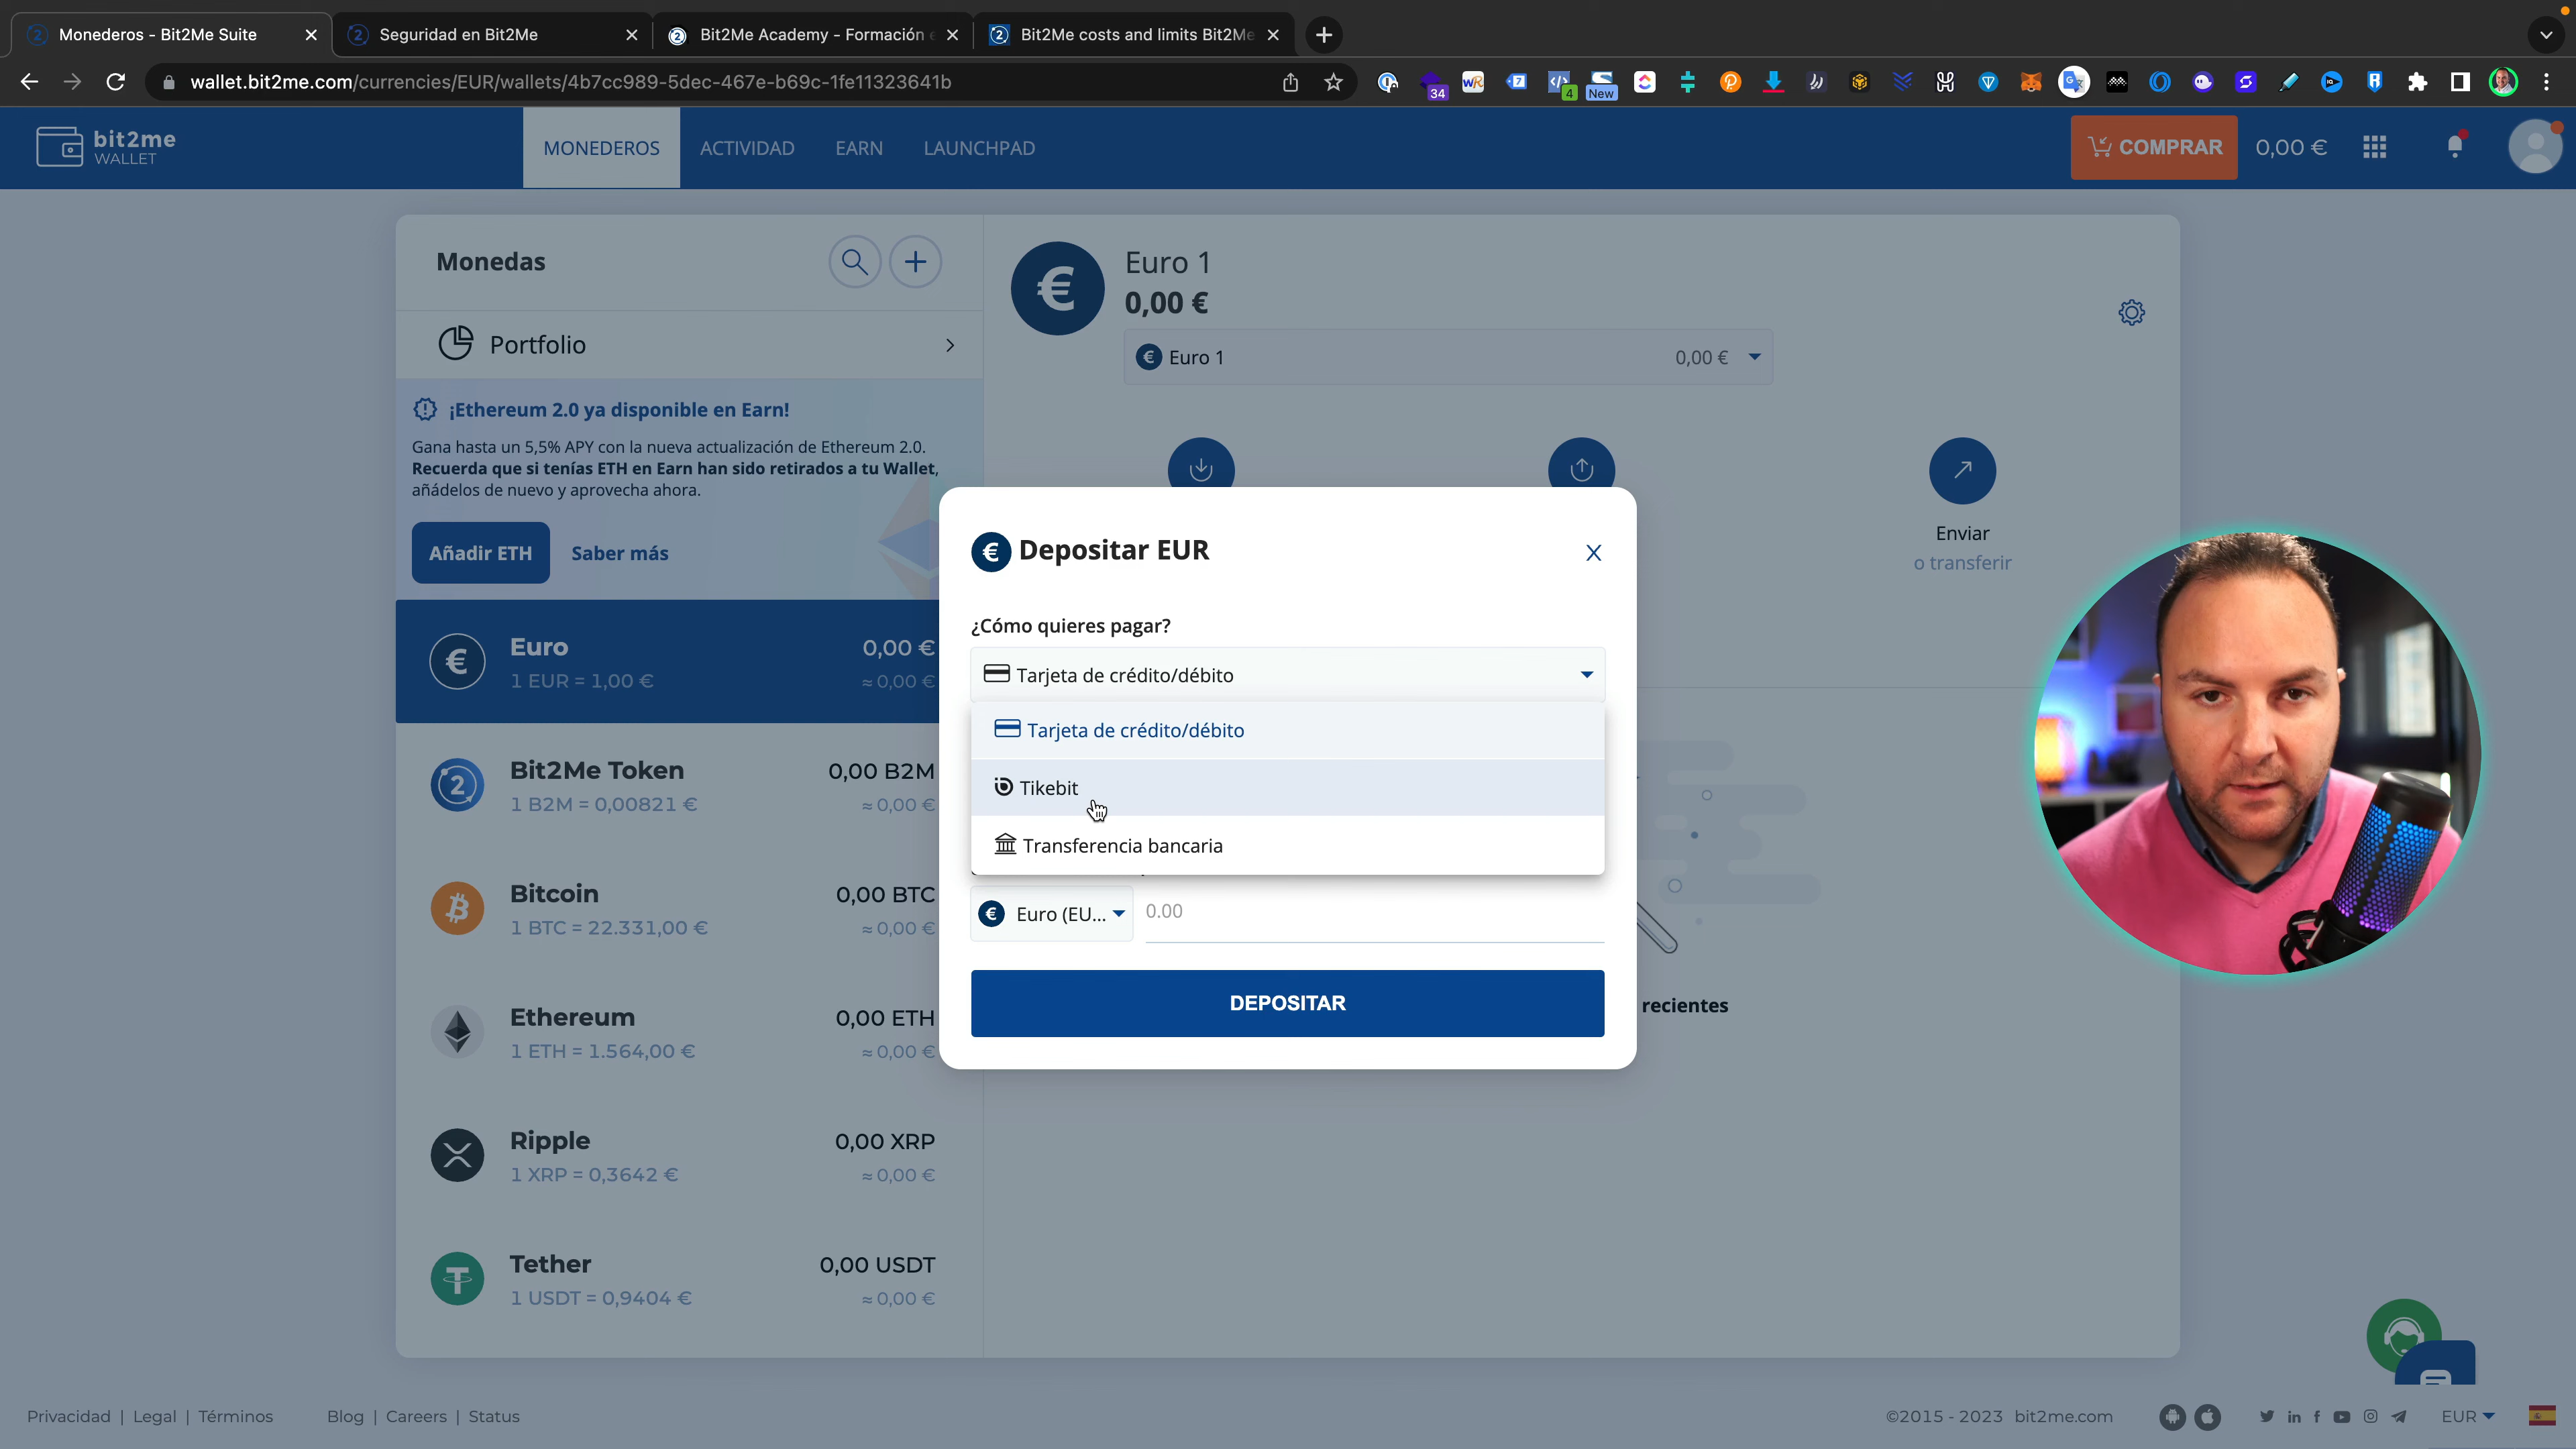 Monederos - Bit2Me Suite
Seguridad en Bit2Me
Bit2Me Academy - Formación
Bit2Me costs and limits Bit2Me
wallet.bit2me.com/currencies/EUR/wallets/4b7cc989-5dec-467e-b69c-1fe11323641b
34
4
New
bit2me
WALLET
MONEDEROS
ACTIVIDAD
EARN
LAUNCHPAD
COMPRAR
0,00 €
Monedas
Portfolio
¡Ethereum 2.0 ya disponible en Earn!
Gana hasta un 5,5% APY con la nueva actualización de Ethereum 2.0.
Recuerda que si tenías ETH en Earn han sido retirados a tu Wallet,
añádelos de nuevo y aprovecha ahora.
Añadir ETH
Saber más
Euro 0,00 €
1 EUR = 1,00 € ≈ 0,00 €
Bit2Me Token 0,00 B2M
1 B2M = 0,00821 € ≈ 0,00 €
Bitcoin 0,00 BTC
1 BTC = 22.331,00 € ≈ 0,00 €
Ethereum 0,00 ETH
1 ETH = 1.564,00 € ≈ 0,00 €
Ripple 0,00 XRP
1 XRP = 0,3642 € ≈ 0,00 €
Tether 0,00 USDT
1 USDT = 0,9404 € ≈ 0,00 €
Euro 1
0,00 €
Euro 1 0,00 €
Enviar
o transferir
Depositar EUR
X
¿Cómo quieres pagar?
Tarjeta de crédito/débito
Tarjeta de crédito/débito
Tikebit
Transferencia bancaria
Euro (EU... 0.00
DEPOSITAR
recientes
Privacidad | Legal | Términos
Blog | Careers | Status
©2015 - 2023 bit2me.com
EUR